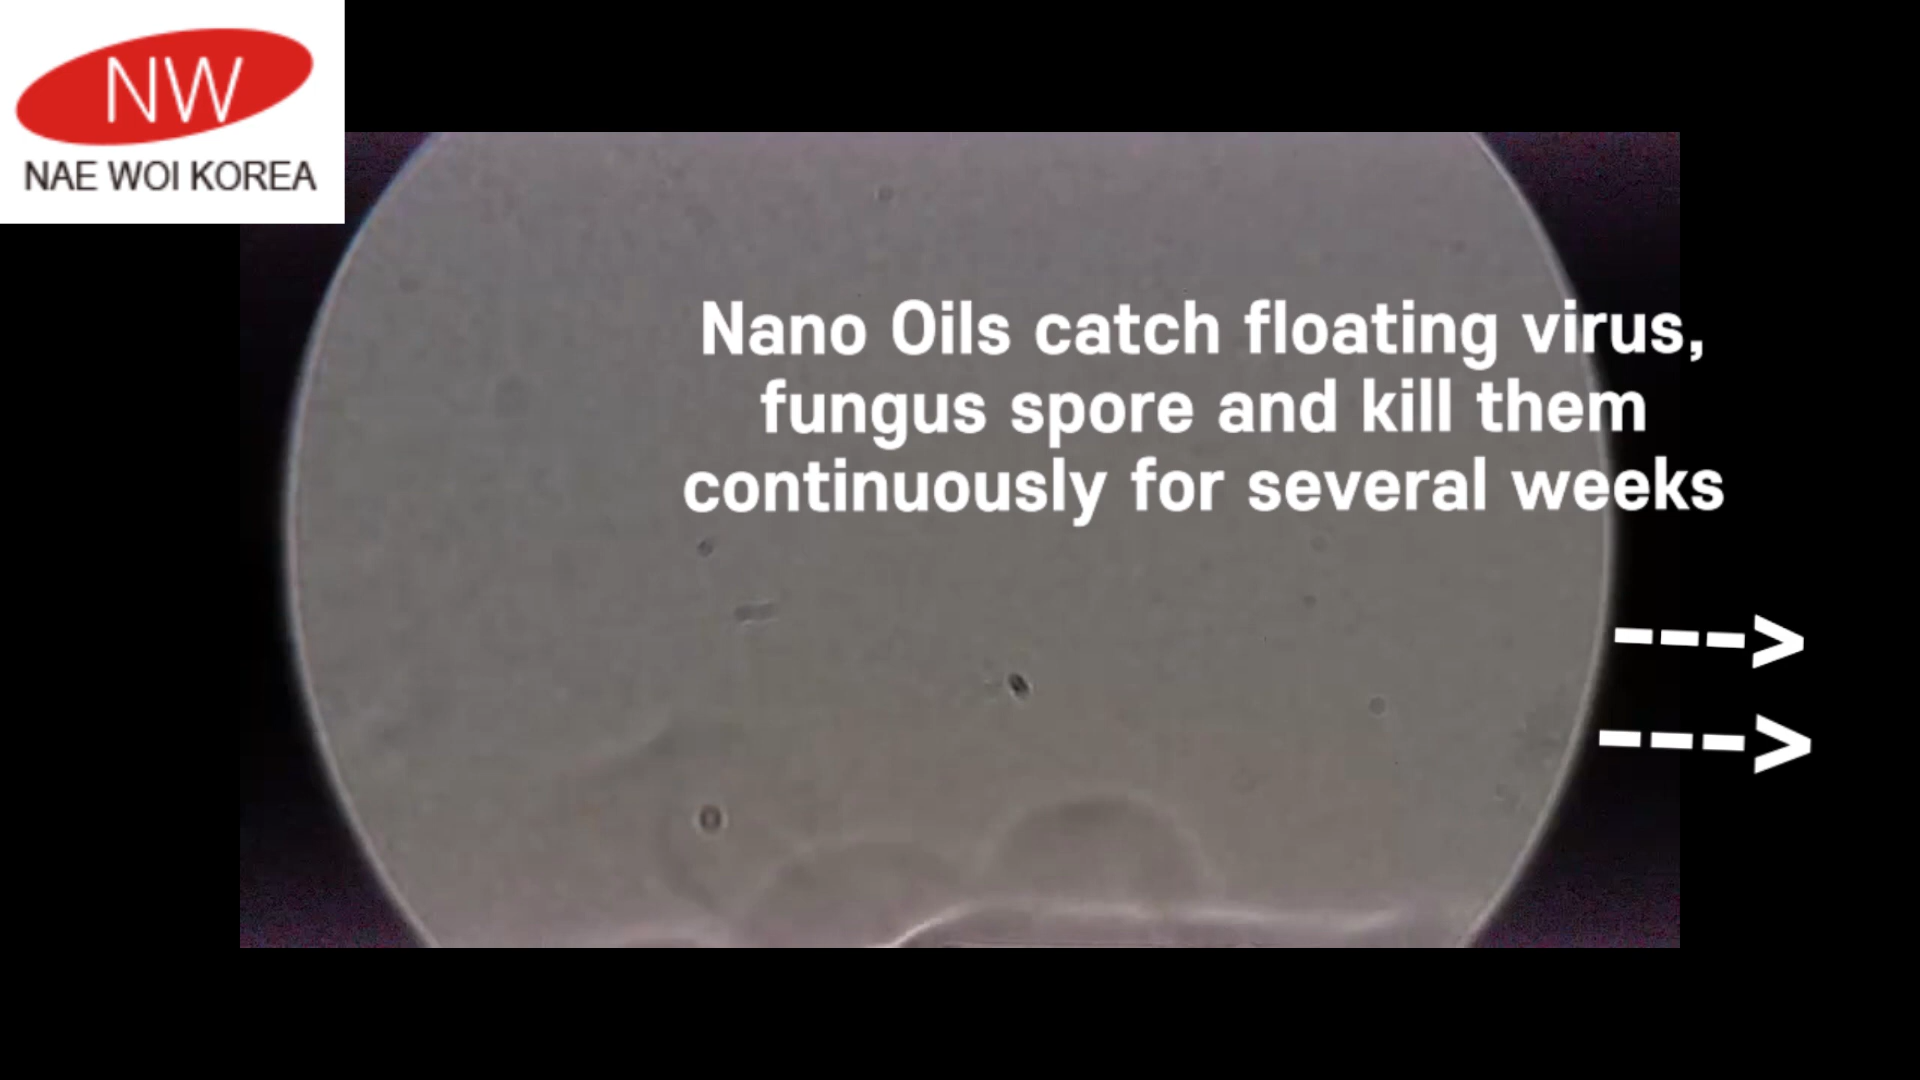 NW
NAE WOI KOREA
Nano Oils catch floating virus,
fungus spore and kill them
continuously for several weeks
--->
--->